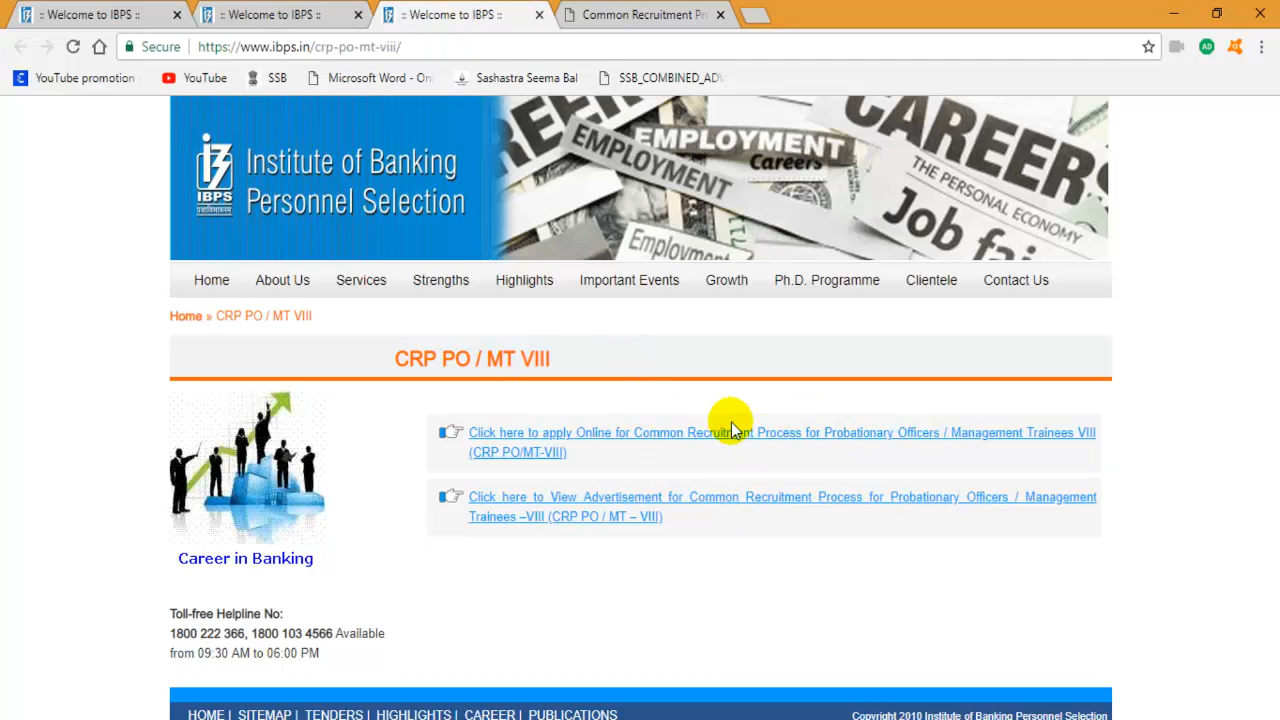 :: Welcome to IBPS ::
:: Welcome to IBPS ::
:: Welcome to IBPS ::
Common Recruitment Pr
Secure
https://www.ibps.in/crp-po-mt-viii/
YouTube promotion
YouTube
SSB
Microsoft Word - On
Sashastra Seema Bal
SSB_COMBINED_ADV
AD
IBPS
Institute of Banking
Personnel Selection
EMPLOYMENT
EMPLOYMENT
Careers
Employment
CAREERS
CAREERS
THE PERSONAL ECONOMY
Job fai
Home
About Us
Services
Strengths
Highlights
Important Events
Growth
Ph.D. Programme
Clientele
Contact Us
Home » CRP PO / MT VIII
CRP PO / MT VIII
Click here to apply Online for Common Recruitment Process for Probationary Officers / Management Trainees VIII
(CRP PO/MT-VIII)
Click here to View Advertisement for Common Recruitment Process for Probationary Officers / Management
Trainees –VIII (CRP PO / MT – VIII)
Career in Banking
Toll-free Helpline No:
1800 222 366, 1800 103 4566 Available
from 09:30 AM to 06:00 PM
HOME | SITEMAP | TENDERS | HIGHLIGHTS | CAREER | PUBLICATIONS
Copyright 2010 Institute of Banking Personnel Selection